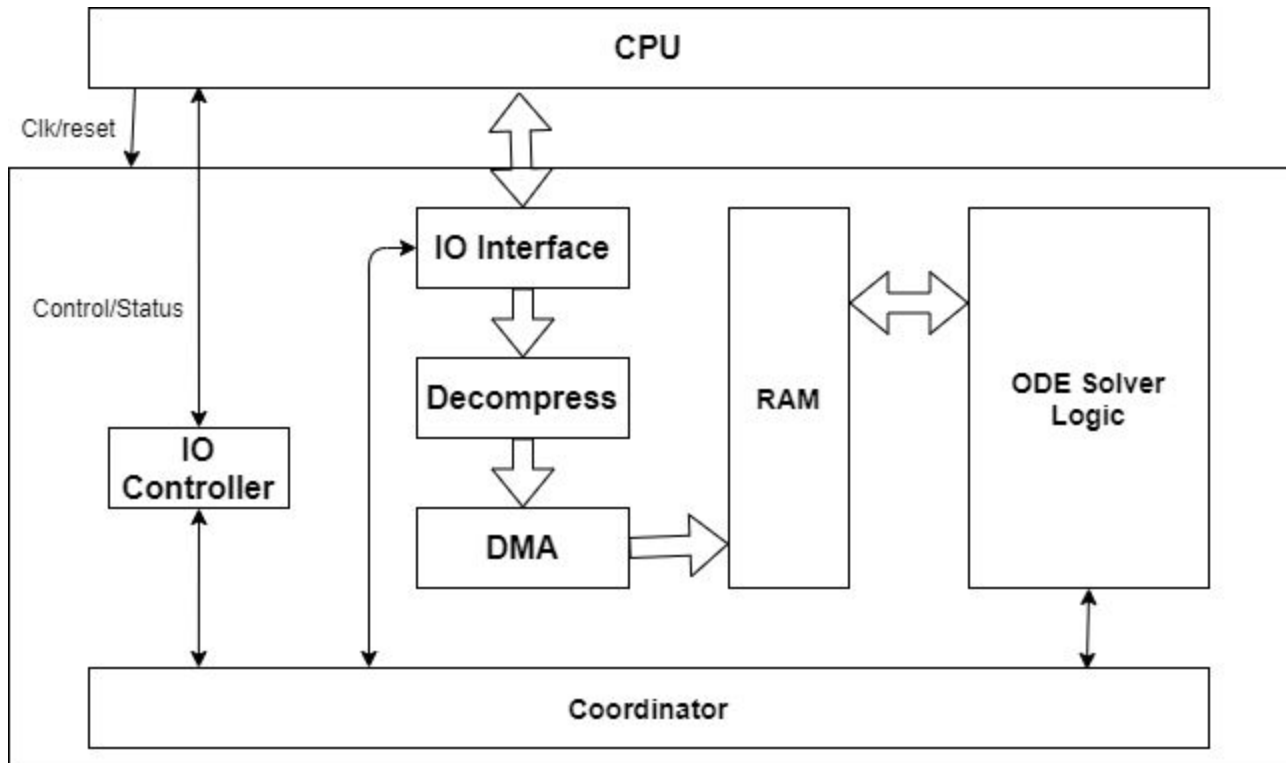 CPU
Clk/reset
IO Interface
Control/Status
Decompress
RAM
ODE Solver
Logic
IO
Controller
DMA
Coordinator